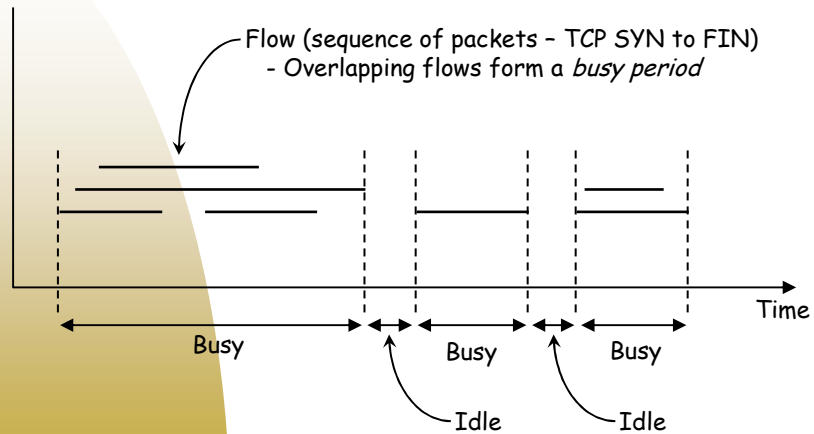 Flow (sequence of packets – TCP SYN to FIN)
- Overlapping flows form a busy period
Time
Busy
Busy
Busy
Idle
Idle